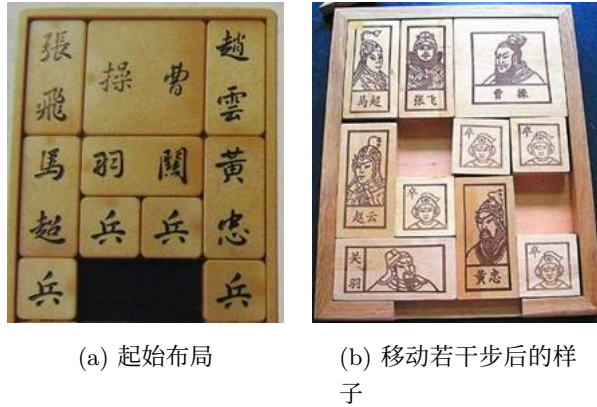 張飛
曹操
趙雲
馬超
關羽
黃忠
兵
兵
兵
兵
马超
张飞
曹操
赵云
卒
卒
卒
关羽
黄忠
卒
(a) 起始布局
(b) 移动若干步后的样
子